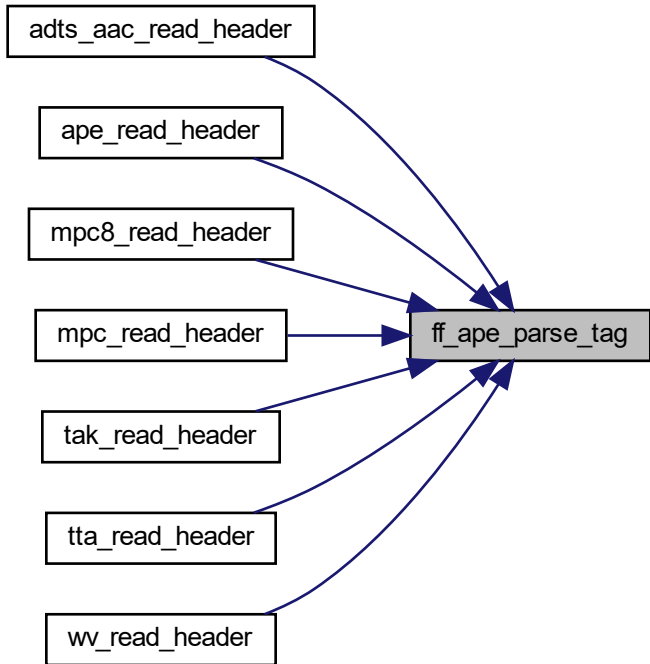 adts_aac_read_header
ape_read_header
mpc8_read_header
mpc_read_header
ff_ape_parse_tag
tak_read_header
tta_read_header
wv_read_header